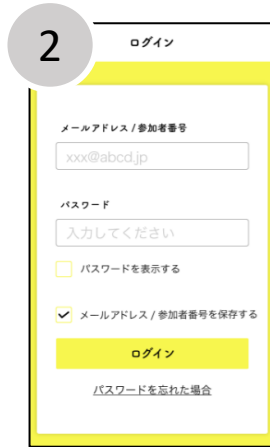 2
ログイン
メールアドレス / 参加者番号
xxx@abcd.jp
パスワード
入力してください
パスワードを表示する
メールアドレス / 参加者番号を保存する
ログイン
パスワードを忘れた場合